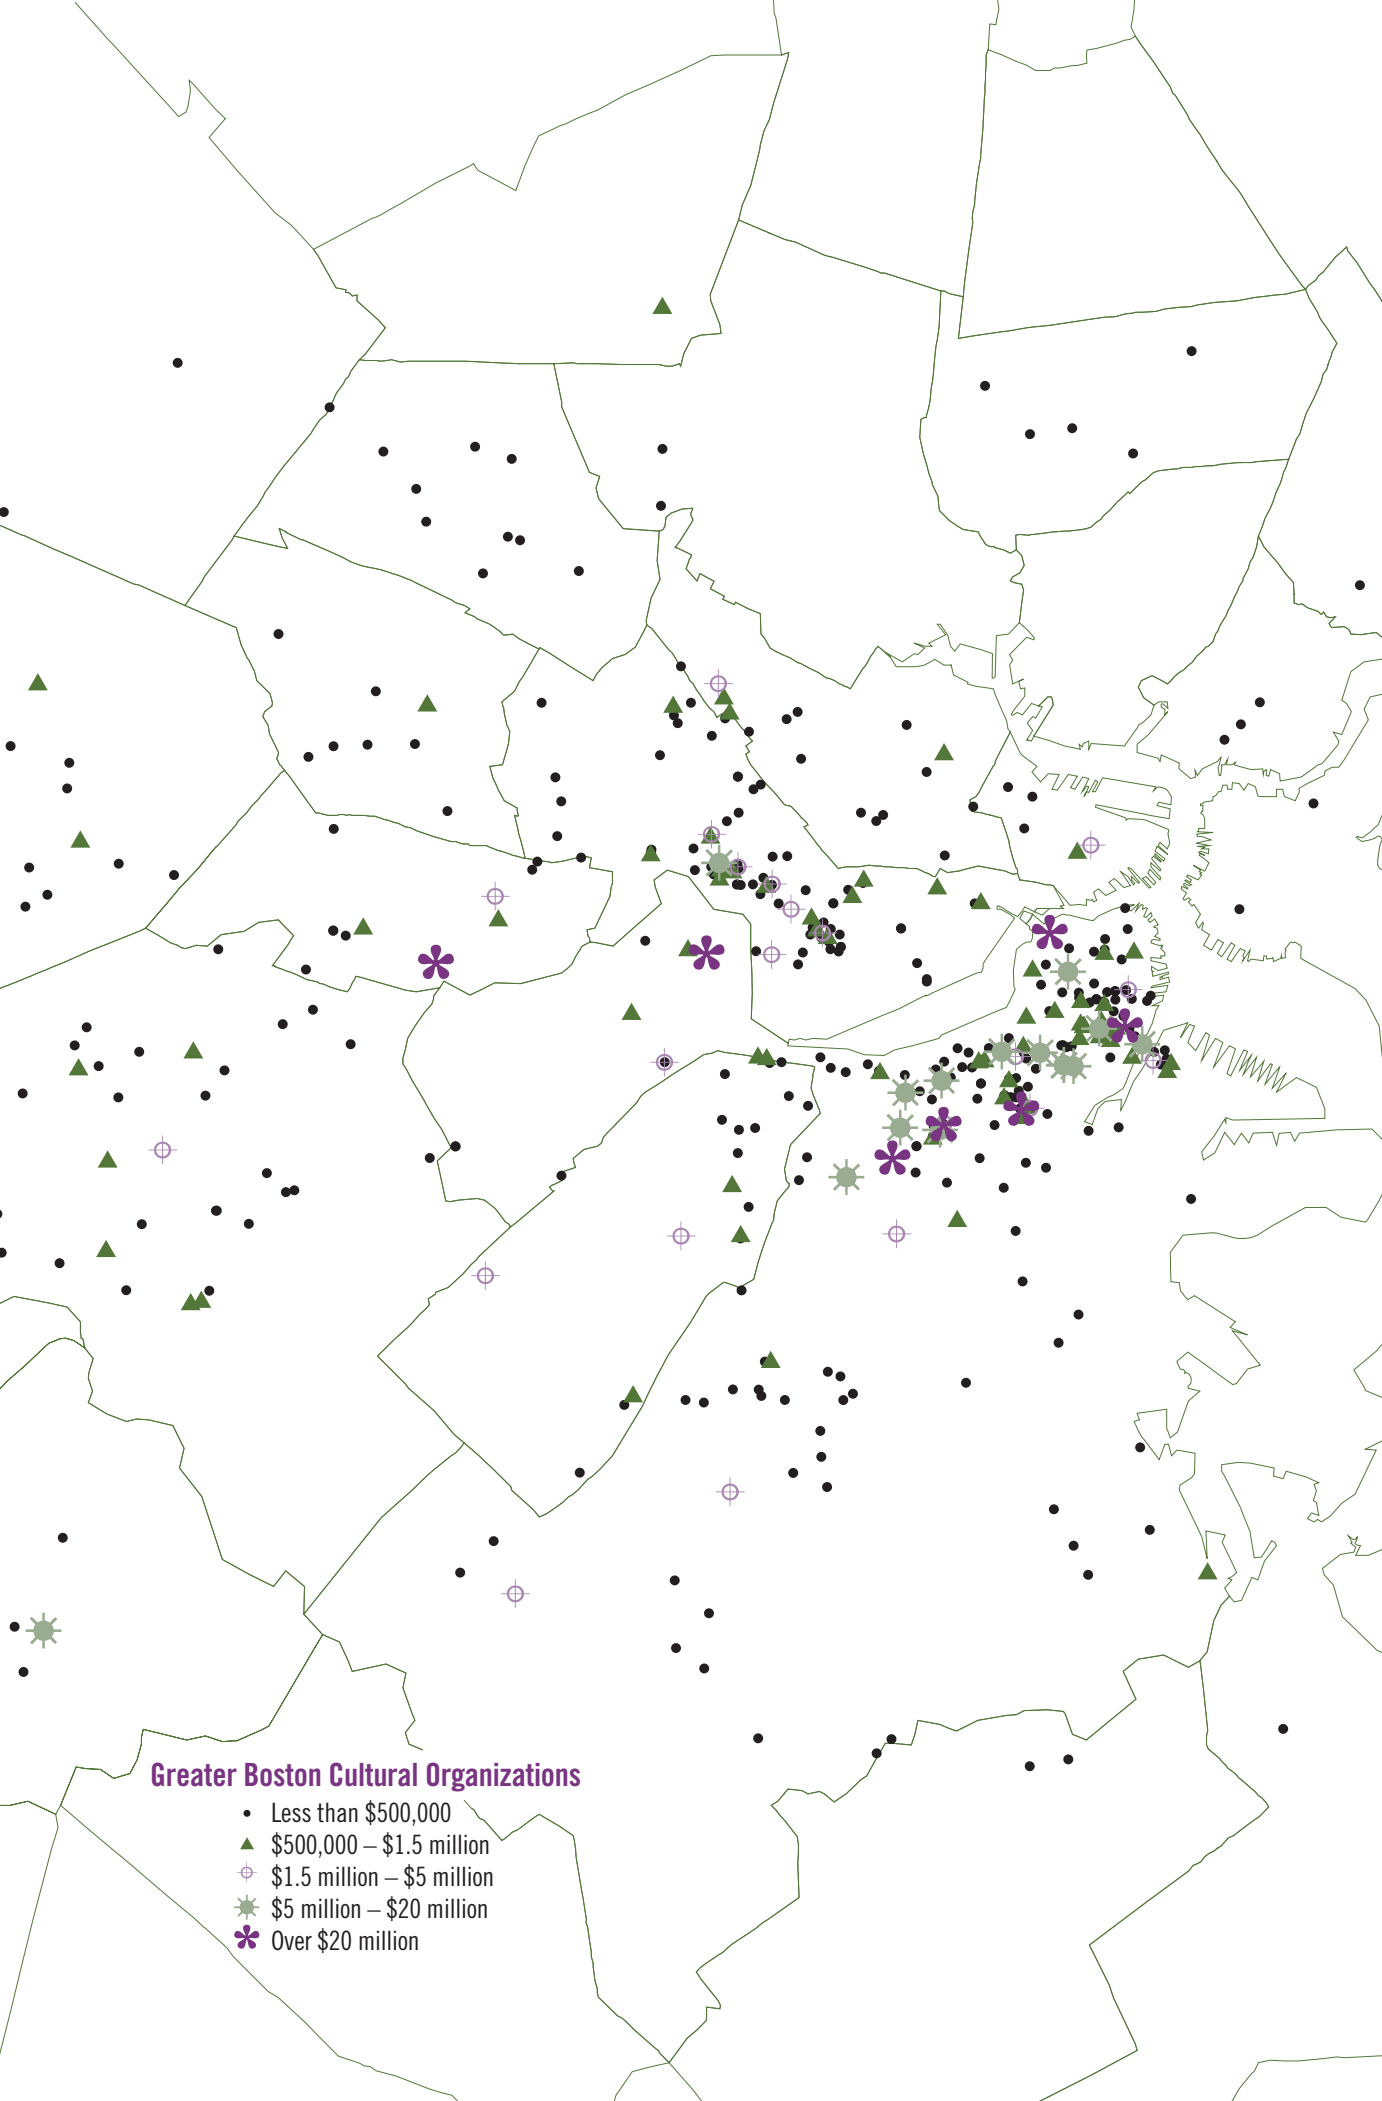 Greater Boston Cultural Organizations
Less than $500,000
$500,000 – $1.5 million
$1.5 million – $5 million
$5 million – $20 million
Over $20 million